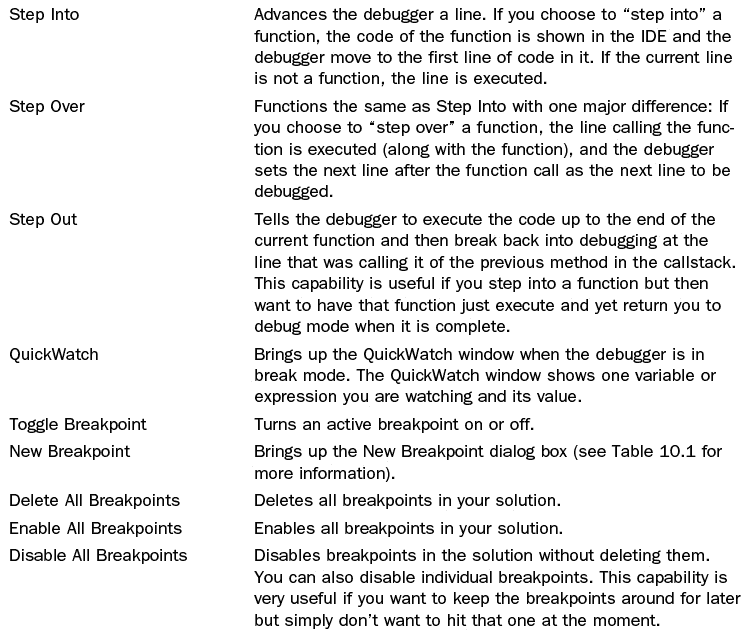 Step Into Advances the debugger a line. If you choose to “step into” a
function, the code of the function is shown in the IDE and the
debugger move to the first line of code in it. If the current line
is not a function, the line is executed.
Step Over Functions the same as Step Into with one major difference: If
you choose to “step over” a function, the line calling the func-
tion is executed (along with the function), and the debugger
sets the next line after the function call as the next line to be
debugged.
Step Out Tells the debugger to execute the code up to the end of the
current function and then break back into debugging at the
line that was calling it of the previous method in the callstack.
This capability is useful if you step into a function but then
want to have that function just execute and yet return you to
debug mode when it is complete.
QuickWatch Brings up the QuickWatch window when the debugger is in
break mode. The QuickWatch window shows one variable or
expression you are watching and its value.
Toggle Breakpoint Turns an active breakpoint on or off.
New Breakpoint Brings up the New Breakpoint dialog box (see Table 10.1 for
more information).
Delete All Breakpoints Deletes all breakpoints in your solution.
Enable All Breakpoints Enables all breakpoints in your solution.
Disable All Breakpoints Disables breakpoints in the solution without deleting them.
You can also disable individual breakpoints. This capability is
very useful if you want to keep the breakpoints around for later
but simply don’t want to hit that one at the moment.